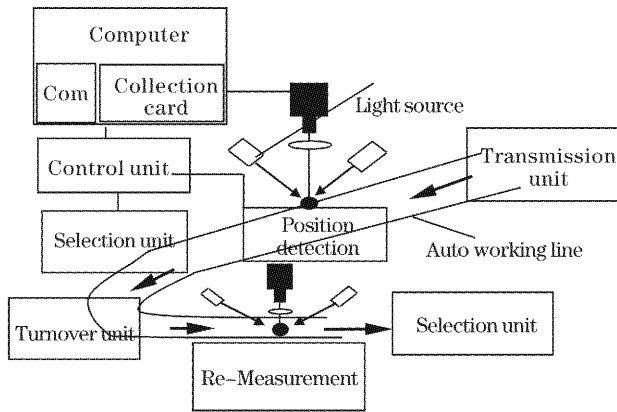 Computer
Com
Collection
card
Light source
Control unit
Transmission
unit
Selection unit
Position
detection
Auto working line
Turnover unit
Selection unit
Re-Measurement